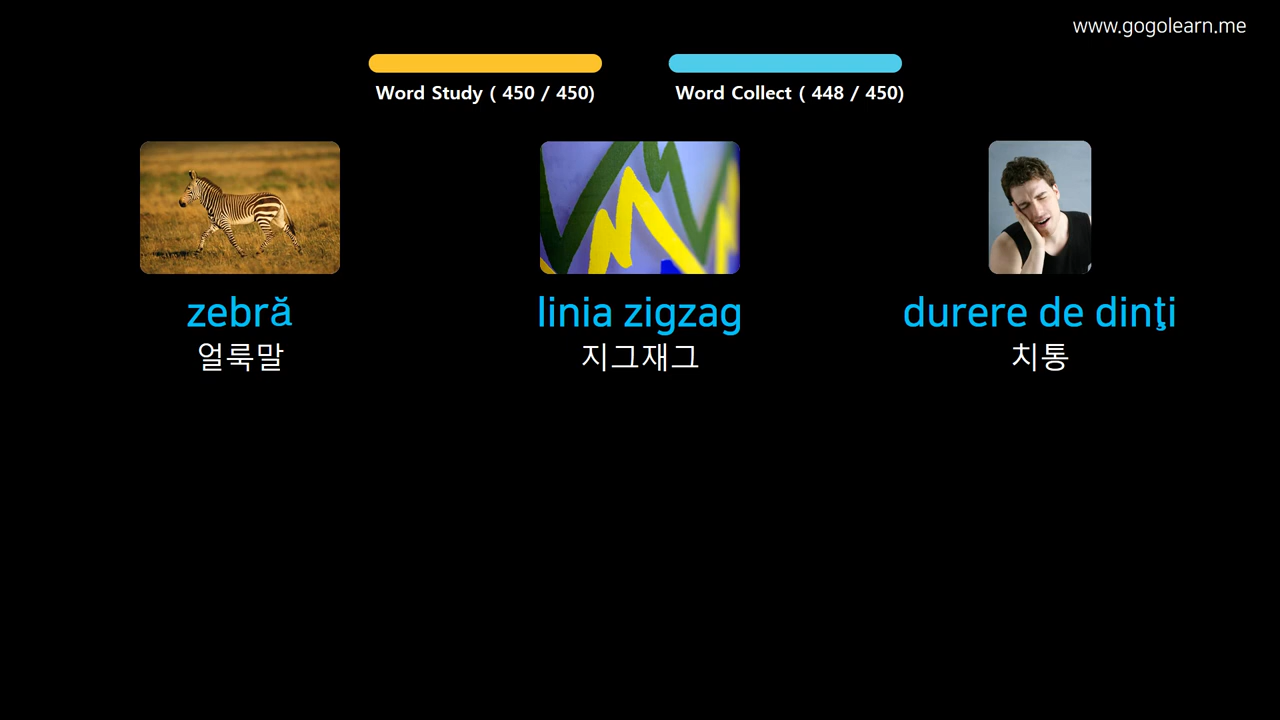 www.gogolearn.me
Word Study ( 450 / 450)
Word Collect ( 448 / 450)
zebră
얼룩말
linia zigzag
지그재그
durere de dinţi
치통